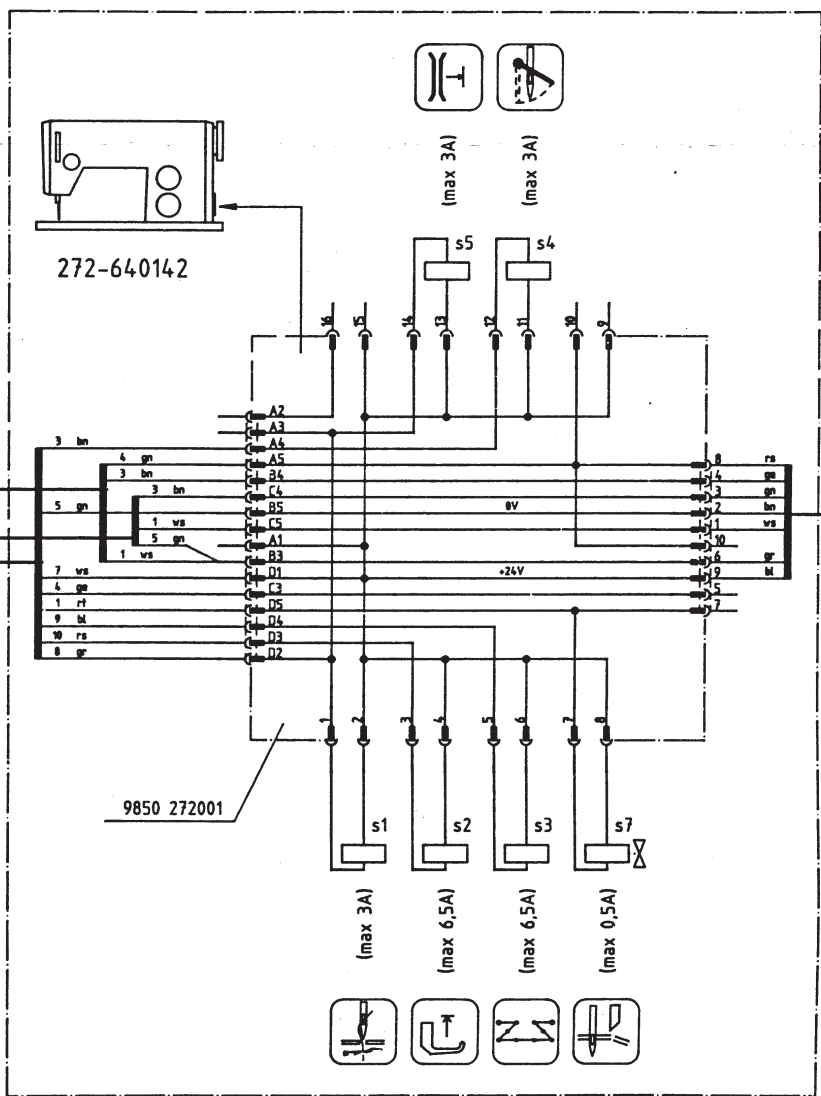 (max 3A)
(max 3A)
s5
s4
272-640142
16
15
14
13
12
11
10
9
A2
A3
3 bn
A4
4 gn
A5
8 rs
3 bn
B4
4 ge
3 bn
C4
3 gn
5 gn
B5
0V
2 bn
1 ws
C5
1 ws
5 gn
A1
10
1 ws
B3
6 gr
7 ws
D1
+24V
9 bl
4 ge
C3
5
1 rt
D5
7
9 bl
D4
10 rs
D3
8 gr
D2
1
2
3
4
5
6
7
8
9850 272001
s1
s2
s3
s7
(max 3A)
(max 6,5A)
(max 6,5A)
(max 0,5A)